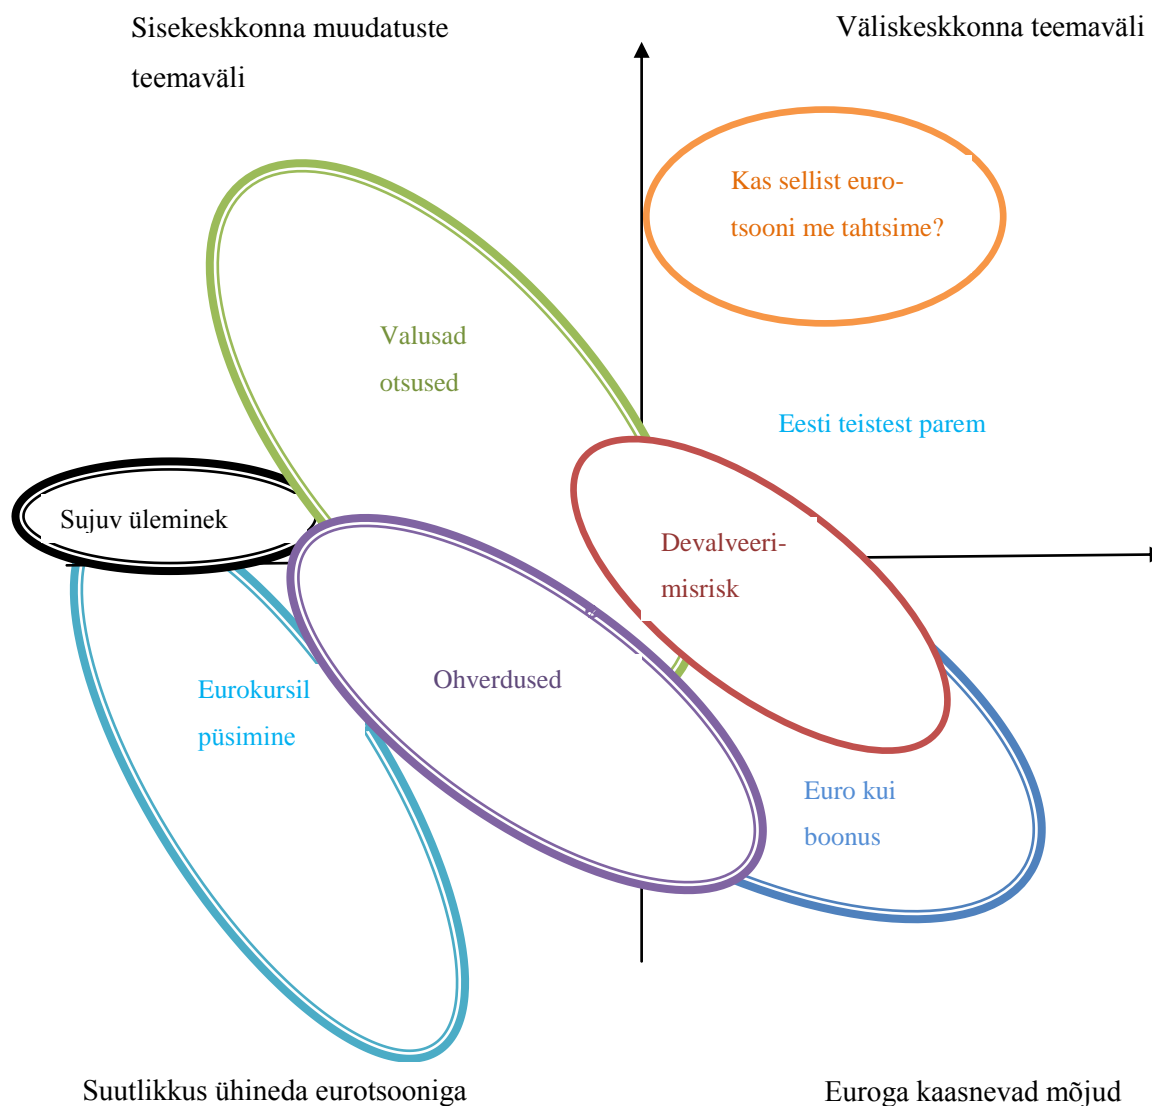 Sisekeskkonna muudatuste
teemaväli
Väliskeskkonna teemaväli
Kas sellist euro-
tsooni me tahtsime?
Valusad
otsused
Eesti teistest parem
Sujuv üleminek
Devalveeri-
misrisk
Ohverdused
Eurokursil
püsimine
Euro kui
boonus
Suutlikkus ühineda eurotsooniga
Euroga kaasnevad mõjud